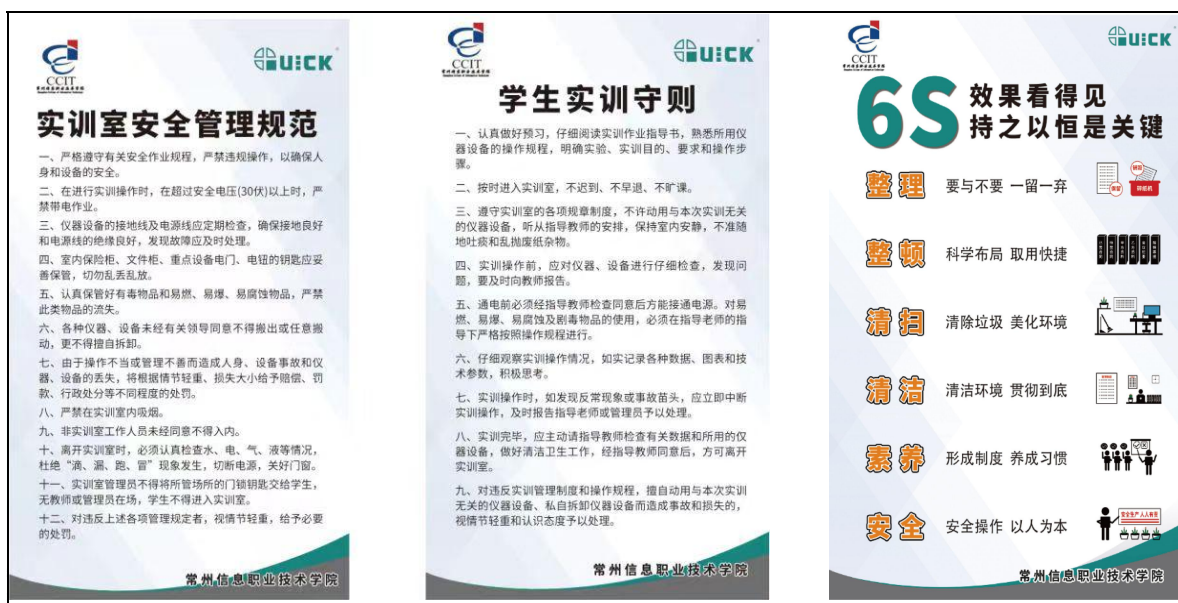 CCIT
常州信息职业技术学院
QUICK
实训室安全管理规范
一、严格遵守有关安全作业规程，严禁违规操作，以确保人
身和设备的安全。
二、在进行实训操作时，在超过安全电压(30伏)以上时，严
禁带电作业。
三、仪器设备的接地线及电源线应定期检查，确保接地良好
和电源线的绝缘良好，发现故障应及时处理。
四、室内保险柜、文件柜、重点设备电门、电钮的钥匙应妥
善保管，切勿乱丢乱放。
五、认真保管好有毒物品和易燃、易爆、易腐蚀物品，严禁
此类物品的流失。
六、各种仪器、设备未经有关领导同意不得搬出或任意搬
动，更不得擅自拆卸。
七、由于操作不当或管理不善而造成人身、设备事故和仪
器、设备的丢失，将根据情节轻重、损失大小给予赔偿、罚
款、行政处分等不同程度的处罚。
八、严禁在实训室内吸烟。
九、非实训室工作人员未经同意不得入内。
十、离开实训室时，必须认真检查水、电、气、液等情况，
杜绝“滴、漏、跑、冒”现象发生，切断电源，关好门窗。
十一、实训室管理员不得将所管场所的门锁钥匙交给学生，
无教师或管理员在场，学生不得进入实训室。
十二、对违反上述各项管理规定者，视情节轻重，给予必要
的处罚。
常州信息职业技术学院
CCIT
常州信息职业技术学院
QUICK
学生实训守则
一、认真做好预习，仔细阅读实训作业指导书，熟悉所用仪
器设备的操作规程，明确实验、实训目的、要求和操作步
骤。
二、按时进入实训室，不迟到、不早退、不旷课。
三、遵守实训室的各项规章制度，不许动用与本次实训无关
的仪器设备，听从指导教师的安排，保持室内安静，不准随
地吐痰和乱抛废纸杂物。
四、实训操作前，应对仪器、设备进行仔细检查，发现问
题，要及时向教师报告。
五、通电前必须经指导教师检查同意后方能接通电源。对易
燃、易爆、易腐蚀及剧毒物品的使用，必须在指导老师的指
导下严格按照操作规程进行。
六、仔细观察实训操作情况，如实记录各种数据、图表和技
术参数，积极思考。
七、实训操作时，如发现反常现象或事故苗头，应立即中断
实训操作，及时报告指导老师或管理员予以处理。
八、实训完毕，应主动请指导教师检查有关数据和所用的仪
器设备，做好清洁卫生工作，经指导教师同意后，方可离开
实训室。
九、对违反实训管理制度和操作规程，擅自动用与本次实训
无关的仪器设备、私自拆卸仪器设备而造成事故和损失的，
视情节轻重和认识态度予以处理。
常州信息职业技术学院
CCIT
常州信息职业技术学院
QUICK
6S 效果看得见
持之以恒是关键
整理 要与不要 一留一弃
整顿 科学布局 取用快捷
清扫 清除垃圾 美化环境
清洁 清洁环境 贯彻到底
素养 形成制度 养成习惯
安全 安全操作 以人为本
安全生产人人有责
常州信息职业技术学院